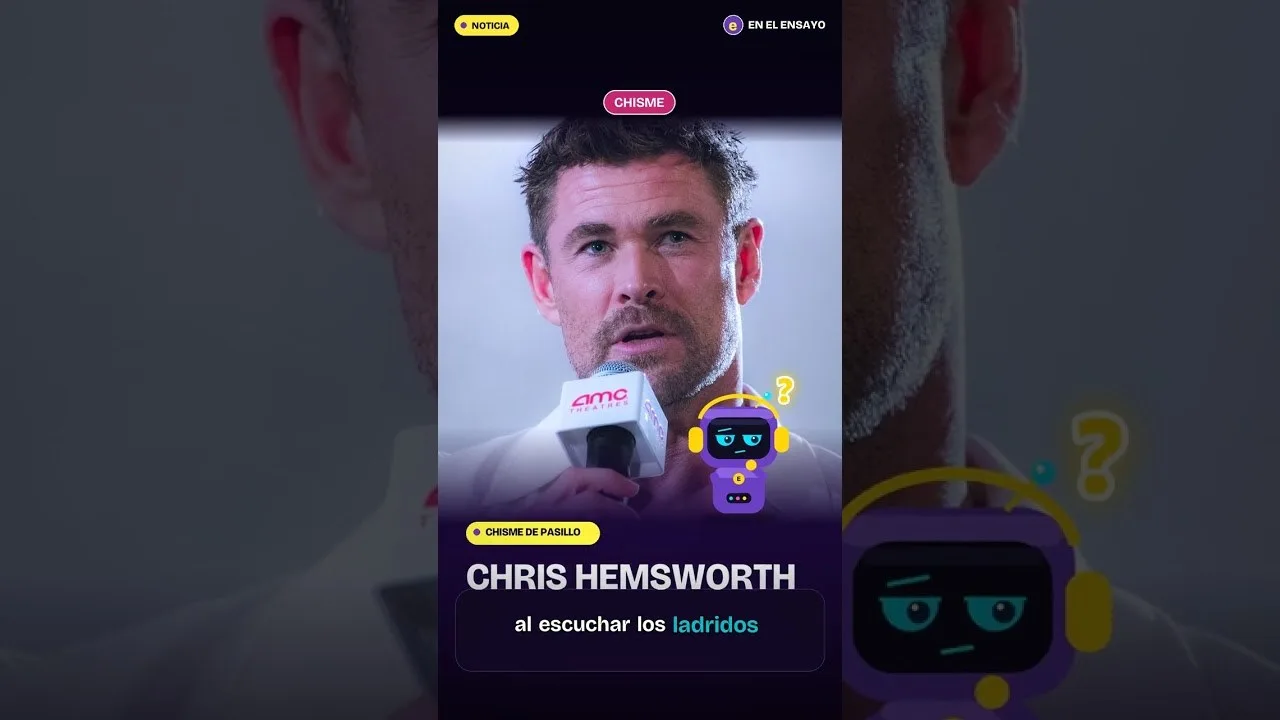 NOTICIA
e EN EL ENSAYO
CHISME
amc
THEATRES
?
E
CHISME DE PASILLO
CHRIS HEMSWORTH
al escuchar los ladridos
?